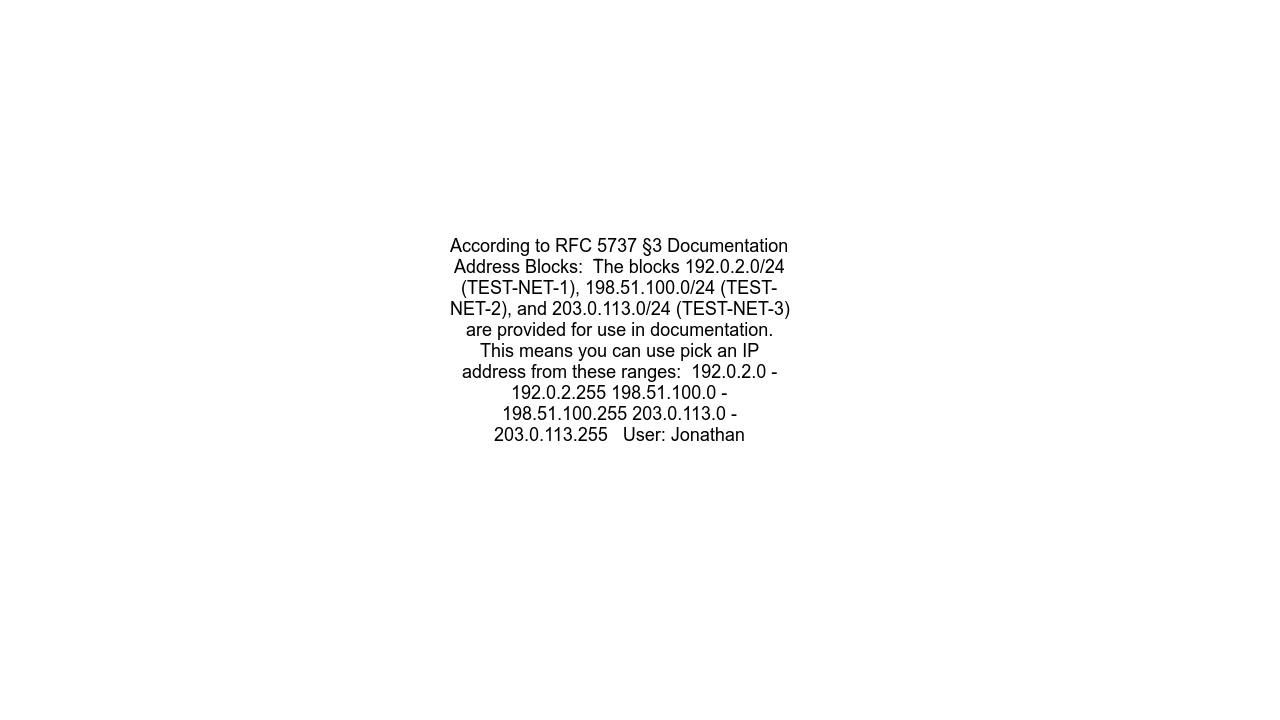 According to RFC 5737 §3 Documentation
Address Blocks:  The blocks 192.0.2.0/24
(TEST-NET-1), 198.51.100.0/24 (TEST-
NET-2), and 203.0.113.0/24 (TEST-NET-3)
are provided for use in documentation.
This means you can use pick an IP
address from these ranges:  192.0.2.0 -
192.0.2.255 198.51.100.0 -
198.51.100.255 203.0.113.0 -
203.0.113.255   User: Jonathan